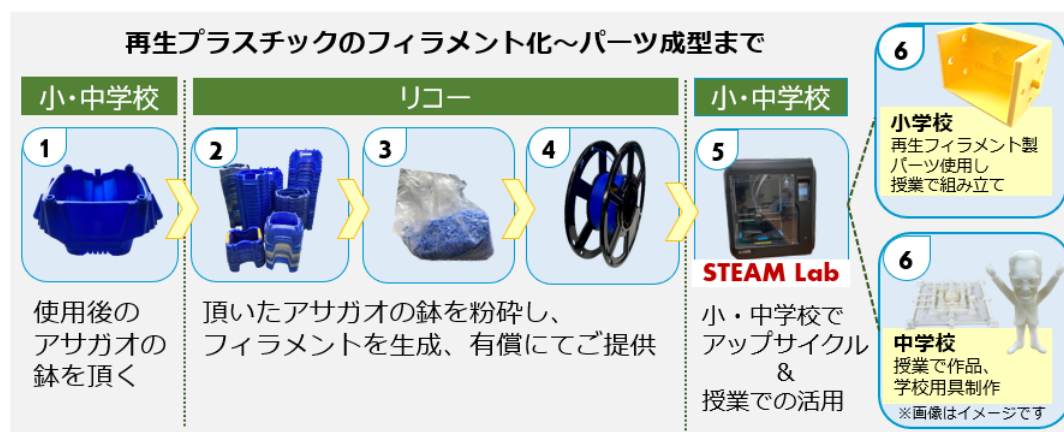 再生プラスチックのフィラメント化～パーツ成型まで
小・中学校
リコー
小・中学校
1
2
3
4
5
STEAM Lab
使用後の
アサガオの
鉢を頂く
頂いたアサガオの鉢を粉砕し、
フィラメントを生成、有償にてご提供
小・中学校で
アップサイクル
&
授業での活用
6
小学校
再生フィラメント製
パーツ使用し
授業で組み立て
6
中学校
授業で作品、
学校用具制作
※画像はイメージです